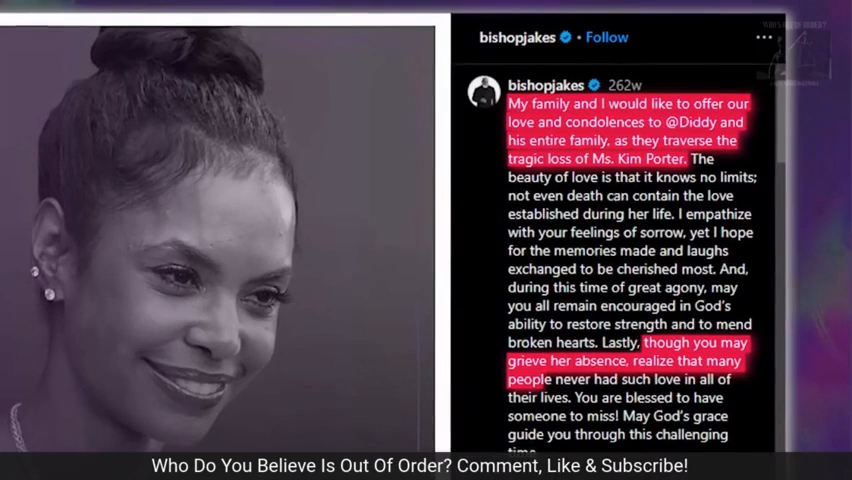 WHO'S OUT OF ORDER?
bishopjakes • Follow
bishopjakes 262w
My family and I would like to offer our
love and condolences to @Diddy and
his entire family, as they traverse the
tragic loss of Ms. Kim Porter. The
beauty of love is that it knows no limits;
not even death can contain the love
established during her life. I empathize
with your feelings of sorrow, yet I hope
for the memories made and laughs
exchanged to be cherished most. And,
during this time of great agony, may
you all remain encouraged in God's
ability to restore strength and to mend
broken hearts. Lastly, though you may
grieve her absence, realize that many
people never had such love in all of
their lives. You are blessed to have
someone to miss! May God's grace
guide you through this challenging
time
Who Do You Believe Is Out Of Order? Comment, Like & Subscribe!